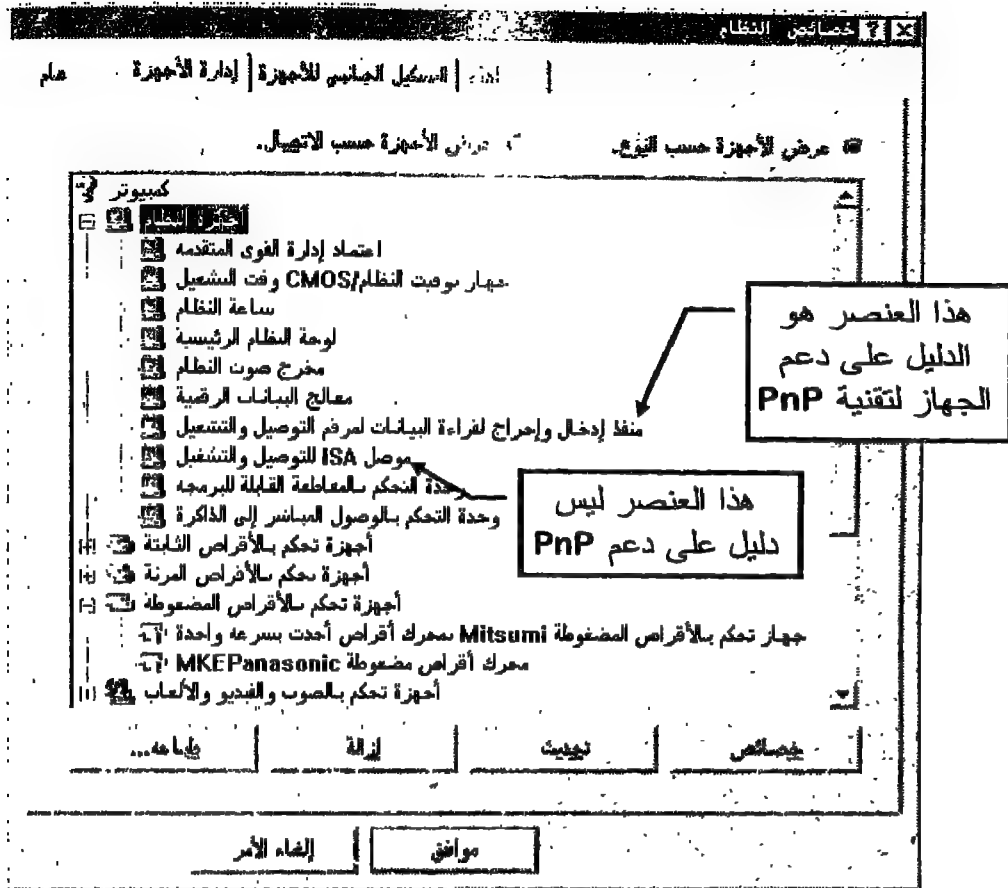 خصائص النظام
عام إدارة الأجهزة التشكيل الجانبي للأجهزة أداء
عرض الأجهزة حسب النوع. عرض الأجهزة حسب الاتصال.
كمبيوتر
أجهزة النظام
اعتماد إدارة القوى المتقدمه
جهاز توقيت النظام/CMOS وقت التشغيل
ساعة النظام
لوحة النظام الرئيسية
مخرج صوت النظام
معالج البيانات الرقمية
منفذ إدخال وإخراج لقراءة البيانات لمرقم التوصيل والتشغيل
موصل ISA للتوصيل والتشغيل
وحدة التحكم بالمقاطعة القابلة للبرمجه
وحدة التحكم بالوصول المباشر إلى الذاكرة
أجهزة تحكم بالأقراص الثابتة
أجهزة تحكم بالأقراص المرنة
أجهزة تحكم بالأقراص المضغوطة
جهاز تحكم بالأقراص المضغوطة Mitsumi بمحرك أقراص أحدث بسرعه واحدة
محرك أقراص مضغوطة MKEPanasonic
أجهزة تحكم بالصوت والفيديو والألعاب
هذا العنصر هو
الدليل على دعم
الجهاز لتقنية PnP
هذا العنصر ليس
دليل على دعم PnP
خصائص تحديث إزالة طباعه...
موافق إلغاء الأمر